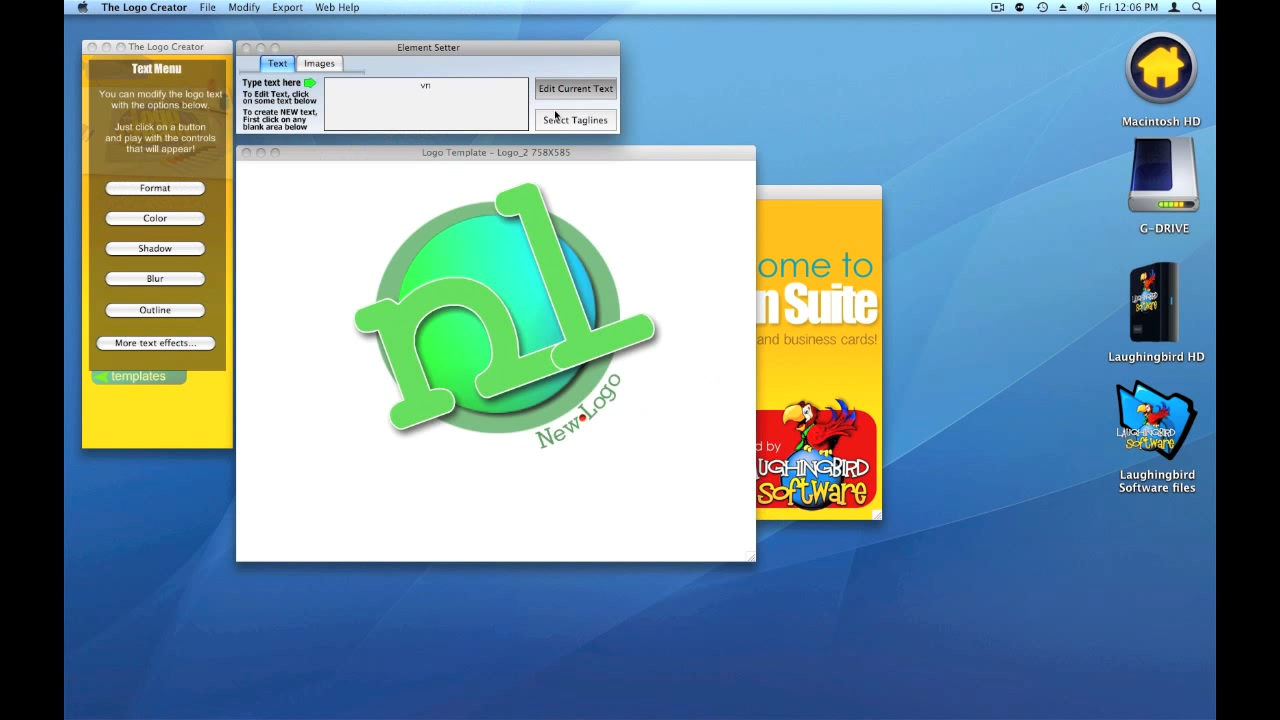 The Logo Creator File Modify Export Web Help Fri 12:06 PM
The Logo Creator
Text Menu
You can modify the logo text
with the options below.
Just click on a button
and play with the controls
that will appear!
Format
Color
Shadow
Blur
Outline
More text effects...
templates
Element Setter
Text Images
Type text here
To Edit Text, click
on some text below
To create NEW text,
First click on any
blank area below
vn
Edit Current Text
Select Taglines
Logo Template - Logo_2 758X585
nl
New•Logo
ome to
n Suite
and business cards!
d by
UGHINGBIRD
SOftWARE
Macintosh HD
G-DRIVE
Laughingbird HD
LAUGHINGBIRD
SOftWARE
Laughingbird
Software files